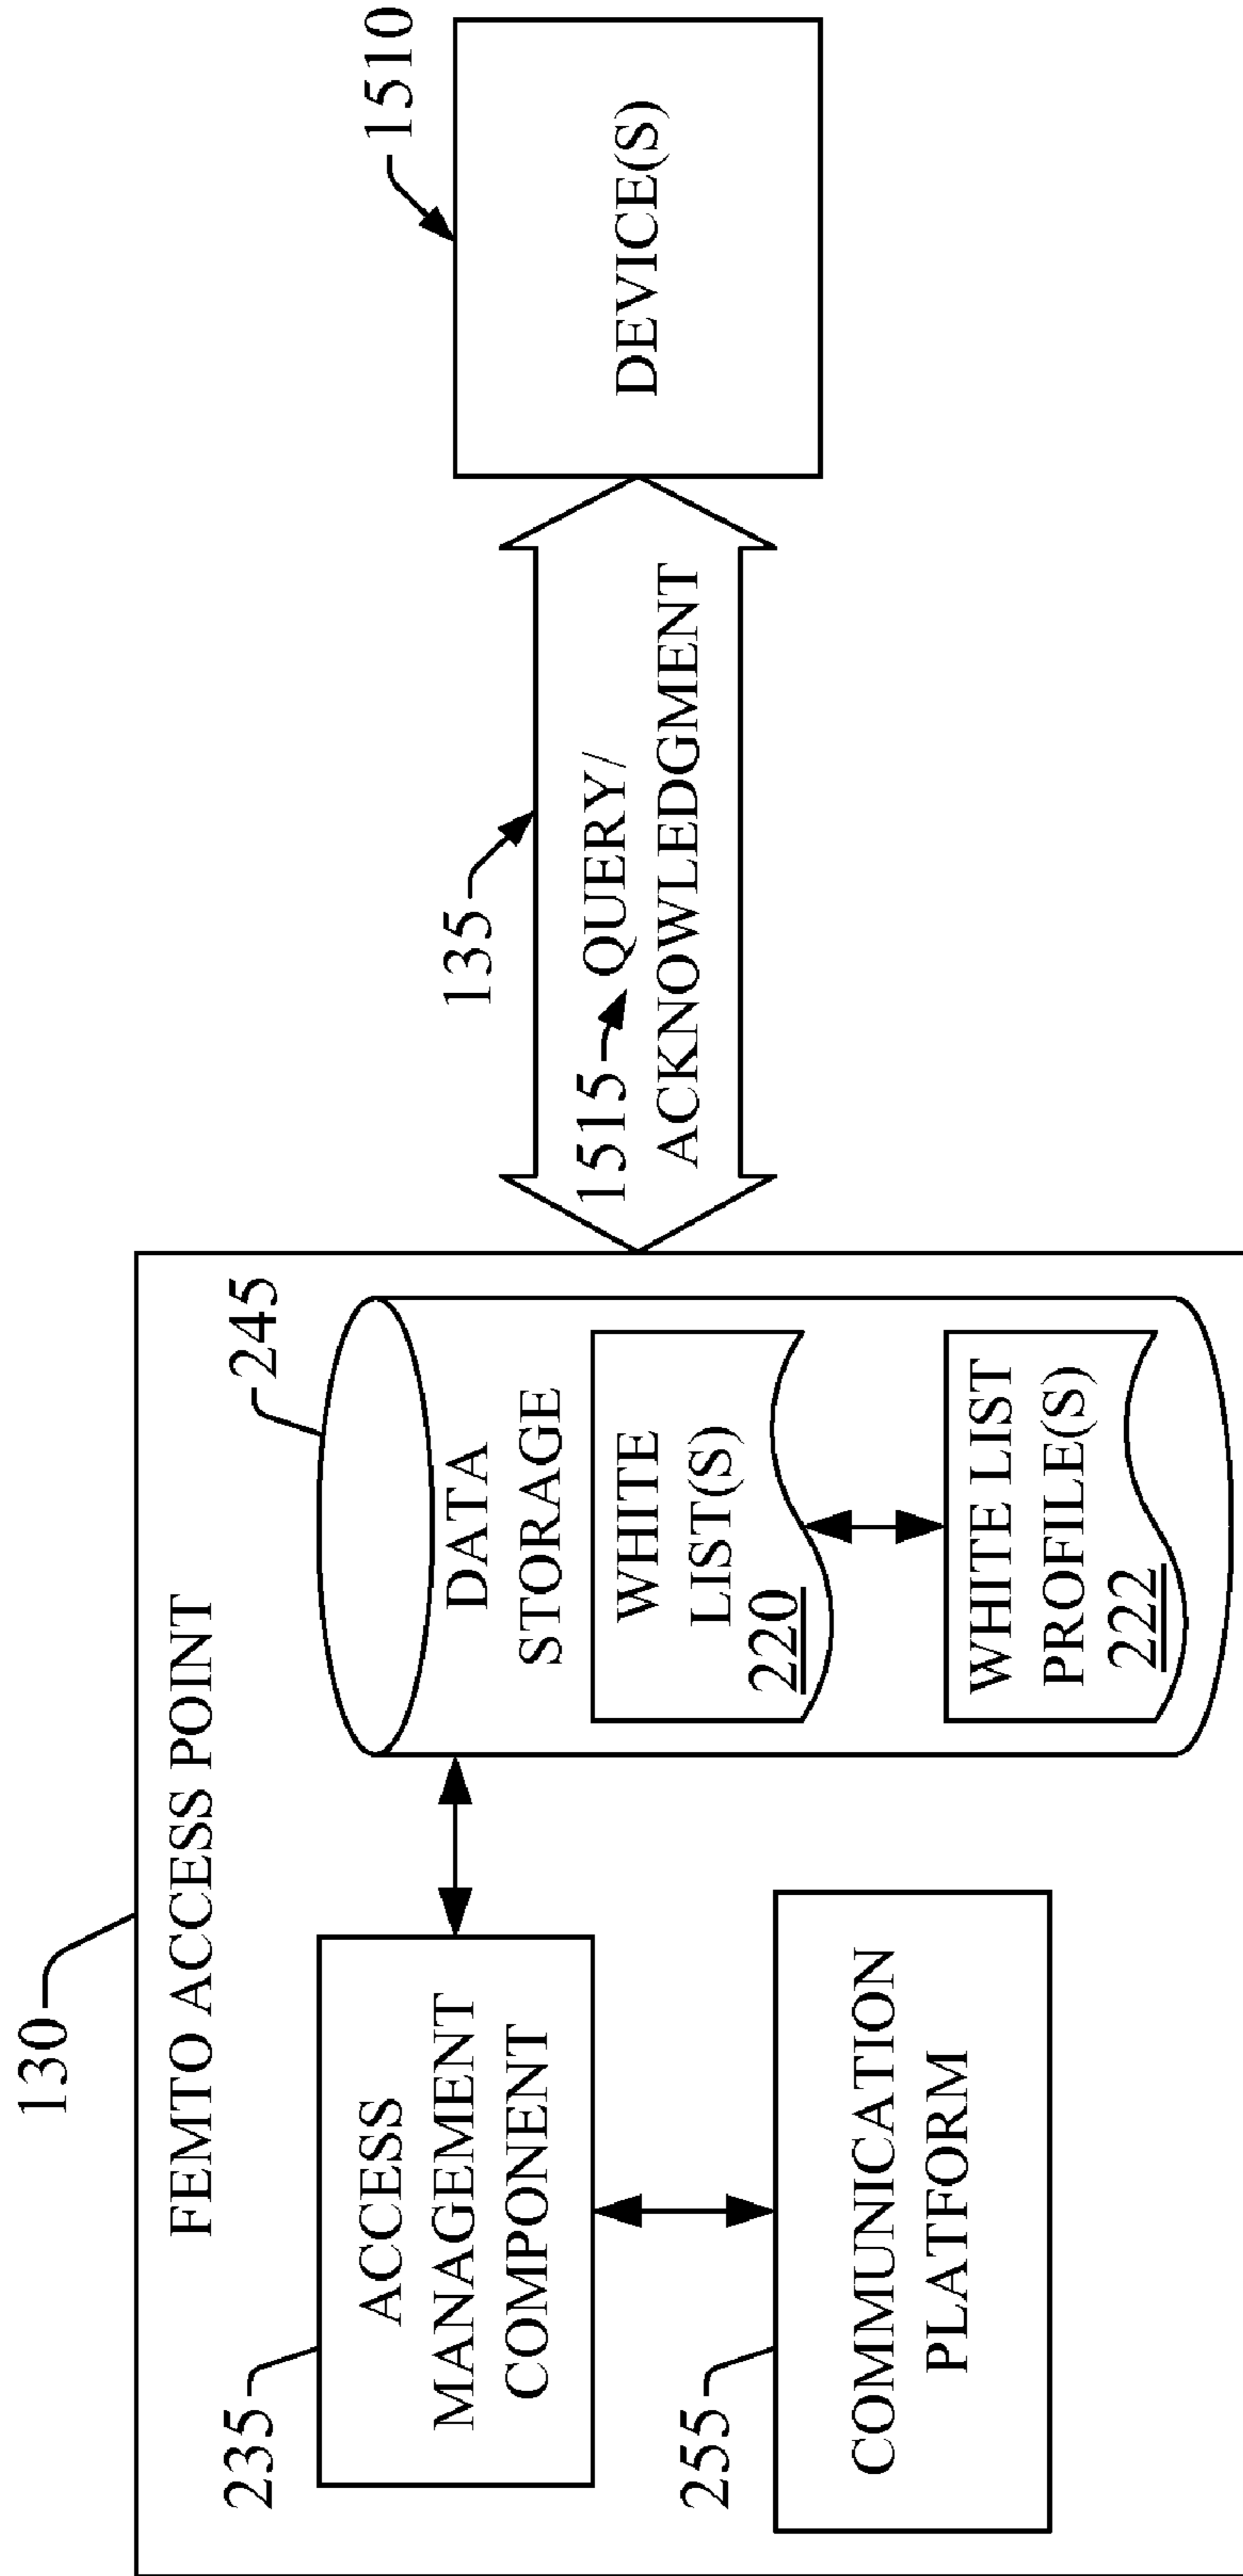 130
FEMTO ACCESS POINT
235
ACCESS
MANAGEMENT
COMPONENT
255
COMMUNICATION
PLATFORM
245
DATA
STORAGE
WHITE
LIST(S)
220
WHITE LIST
PROFILE(S)
222
135
1515 QUERY/
ACKNOWLEDGMENT
1510
DEVICE(S)